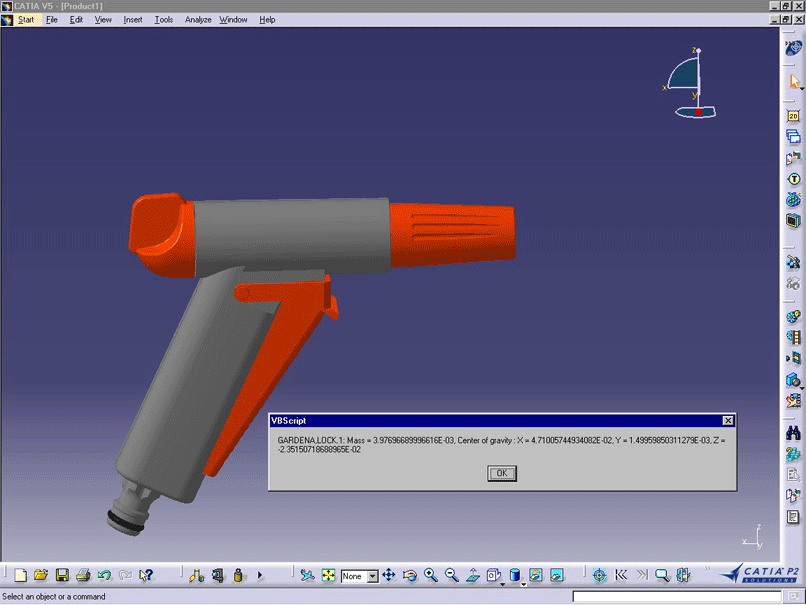 CATIA V5 - [Product1]
Start File Edit View Insert Tools Analyze Window Help
z
x
y
2D
T
VBScript
GARDENA,LOCK.1: Mass = 3.97696689996616E-03, Center of gravity : X = 4.71005744934082E-02, Y = 1.49959850311279E-03, Z =
-2.35150718688965E-02
OK
z
x
y
None
CATIA P2
SOLUTIONS
Select an object or a command